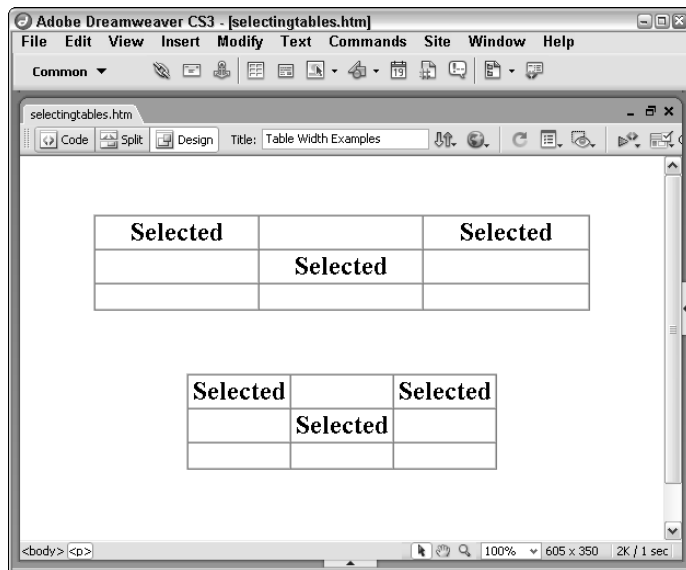 Adobe Dreamweaver CS3 - [selectingtables.htm]
File Edit View Insert Modify Text Commands Site Window Help
Common
19
selectingtables.htm
Code Split Design Title: Table Width Examples
Selected Selected
Selected
Selected Selected
Selected
<body> <p> 100% 605 x 350 2K / 1 sec